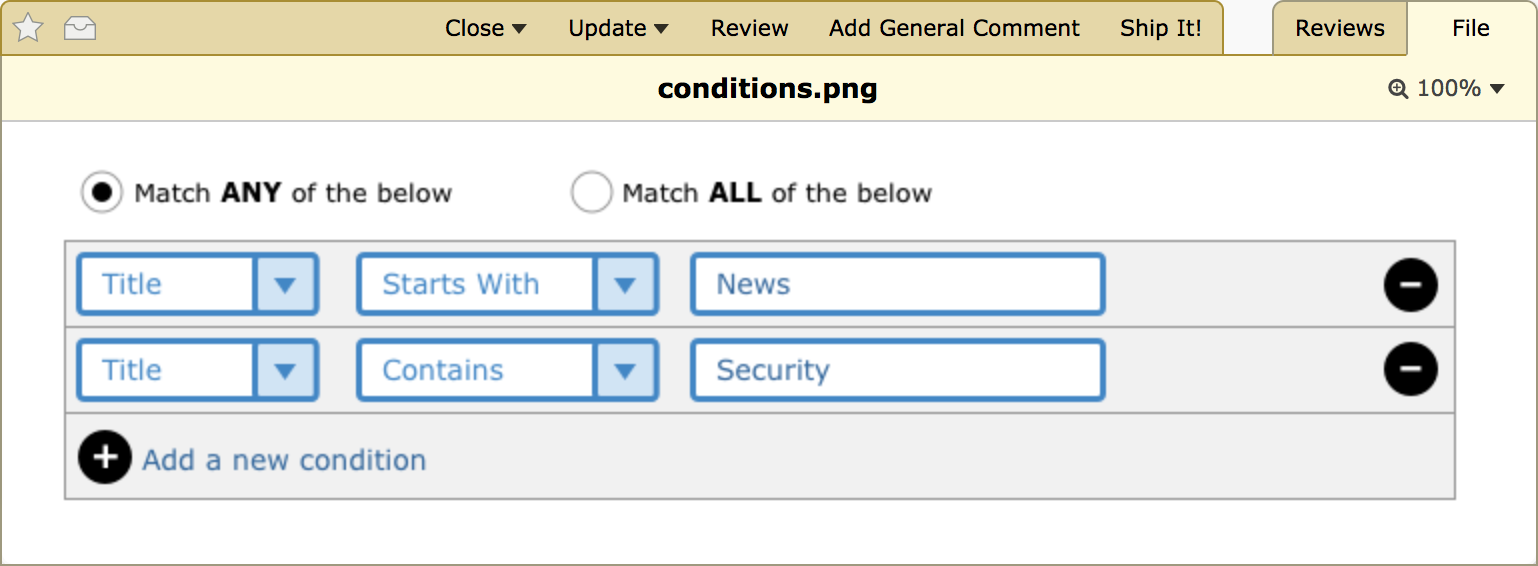 Close Update Review Add General Comment Ship It! Reviews File
conditions.png 100%
Match ANY of the below Match ALL of the below
Title Starts With News
Title Contains Security
Add a new condition